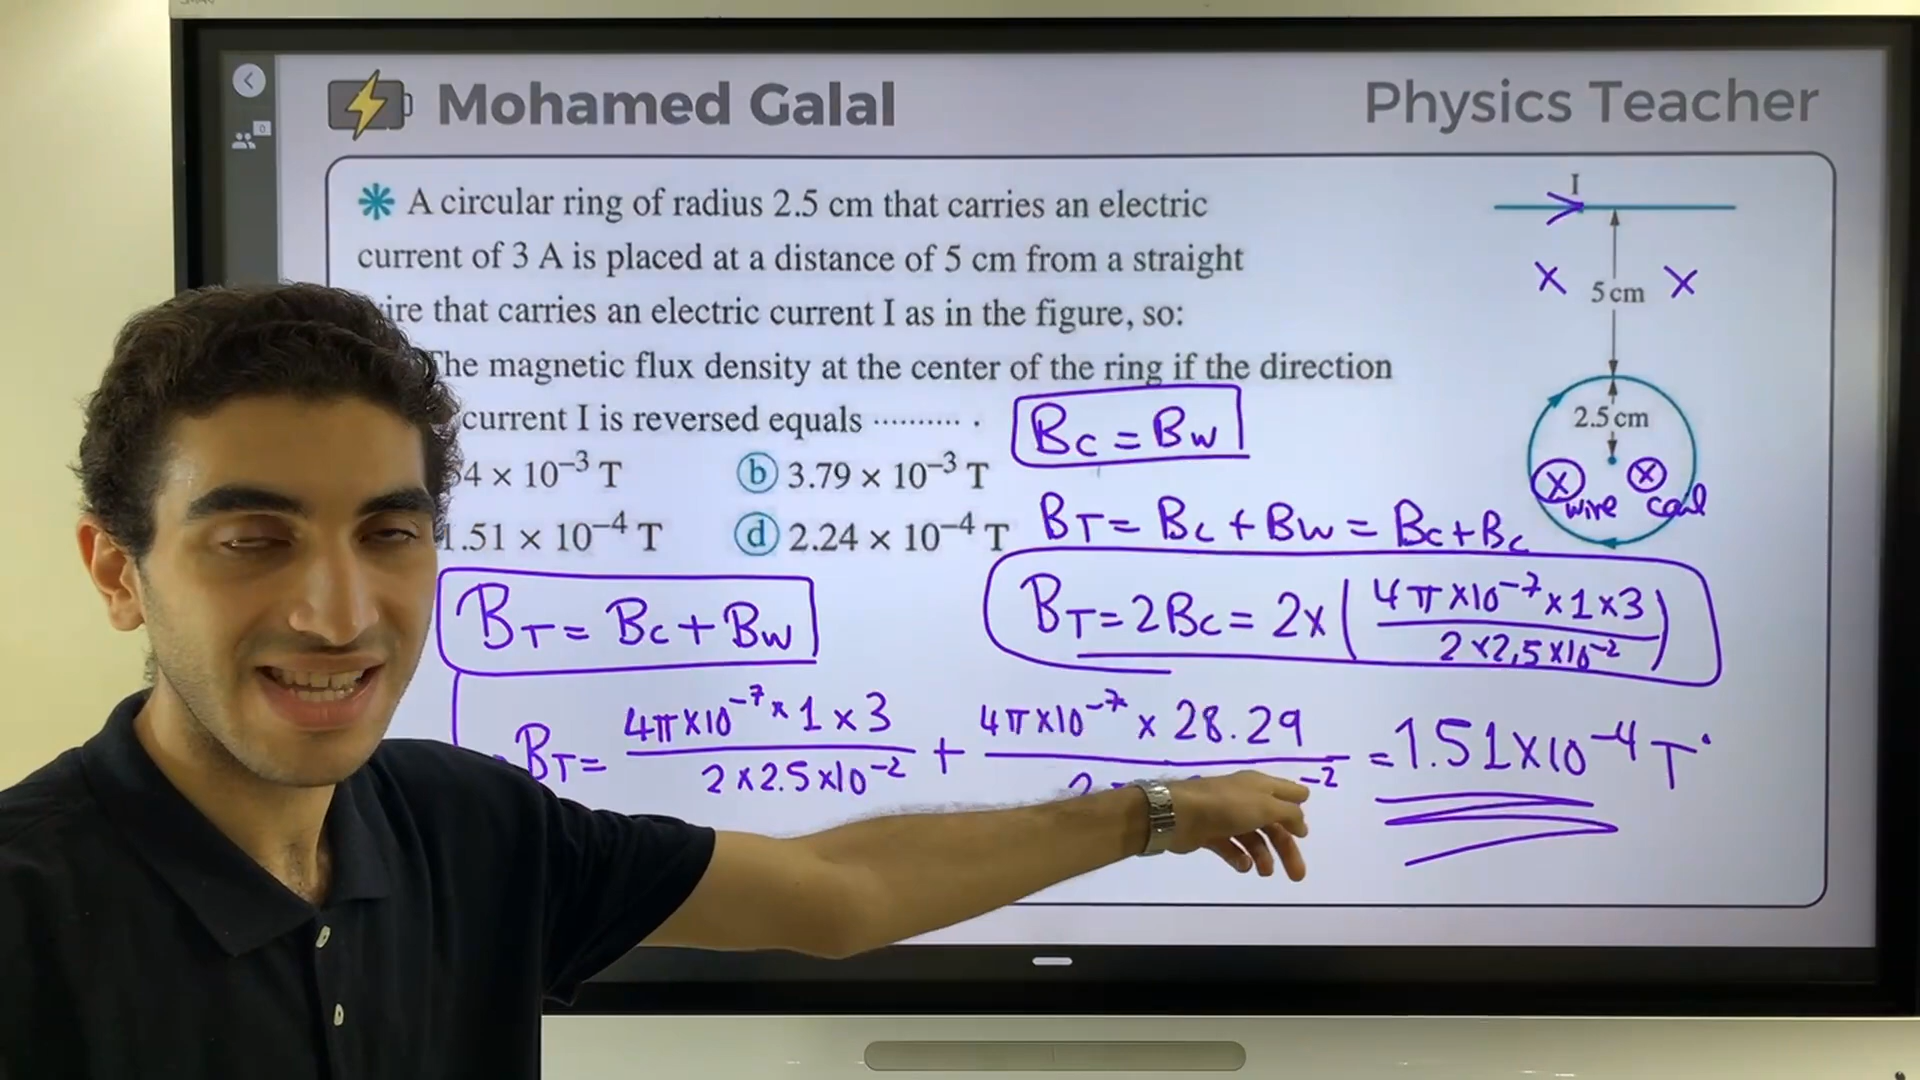 Mohamed Galal
Physics Teacher
0
A circular ring of radius 2.5 cm that carries an electric
current of 3 A is placed at a distance of 5 cm from a straight
that carries an electric current I as in the figure, so:
The magnetic flux density at the center of the ring if the direction
current I is reversed equals .......... .
4 × 10⁻³ T
ⓑ 3.79 × 10⁻³ T
1.51 × 10⁻⁴ T
ⓓ 2.24 × 10⁻⁴ T
I
X X
5 cm
2.5 cm
X X
wire coil
Bc = Bw
BT = Bc + Bw = Bc + Bc
BT = Bc + Bw
BT = 2Bc = 2× (4π×10⁻⁷×1×3 / 2×2,5×10⁻²)
BT = 4π×10⁻⁷×1×3 / 2×2.5×10⁻² + 4π×10⁻⁷×28.29 / ⁻² = 1.51×10⁻⁴ T